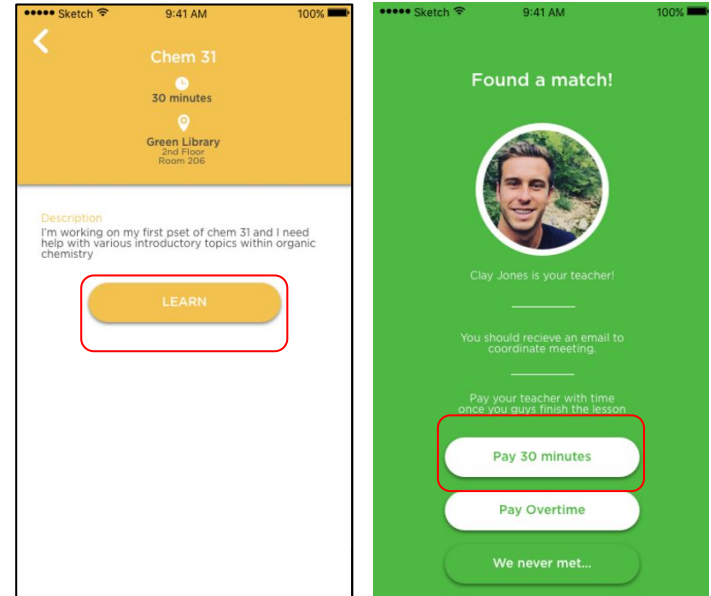 Sketch 9:41 AM 100%
Chem 31
30 minutes
Green Library
2nd Floor
Room 206
Description
I'm working on my first pset of chem 31 and I need
help with various introductory topics within organic
chemistry
LEARN
Sketch 9:41 AM 100%
Found a match!
Clay Jones is your teacher!
You should recieve an email to
coordinate meeting.
Pay your teacher with time
once you guys finish the lesson
Pay 30 minutes
Pay Overtime
We never met...